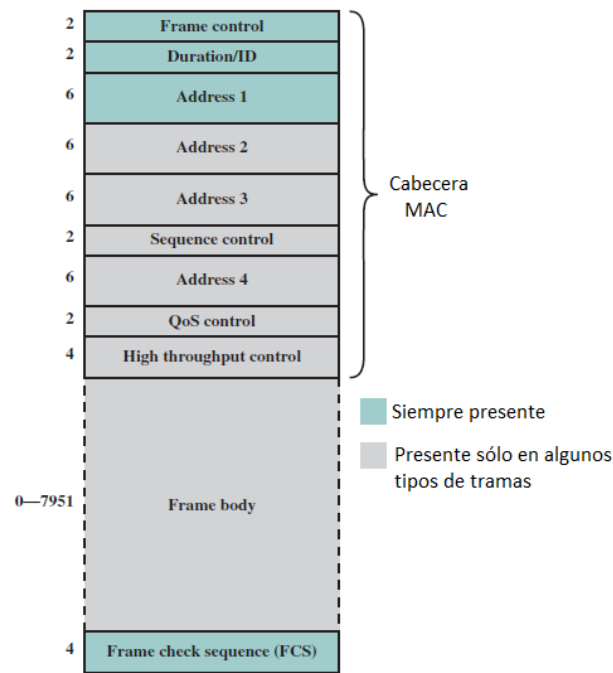 2 Frame control
2 Duration/ID
6 Address 1
6 Address 2
6 Address 3
2 Sequence control
6 Address 4
2 QoS control
4 High throughput control
Cabecera
MAC
Siempre presente
Presente sólo en algunos
tipos de tramas
0—7951 Frame body
4 Frame check sequence (FCS)